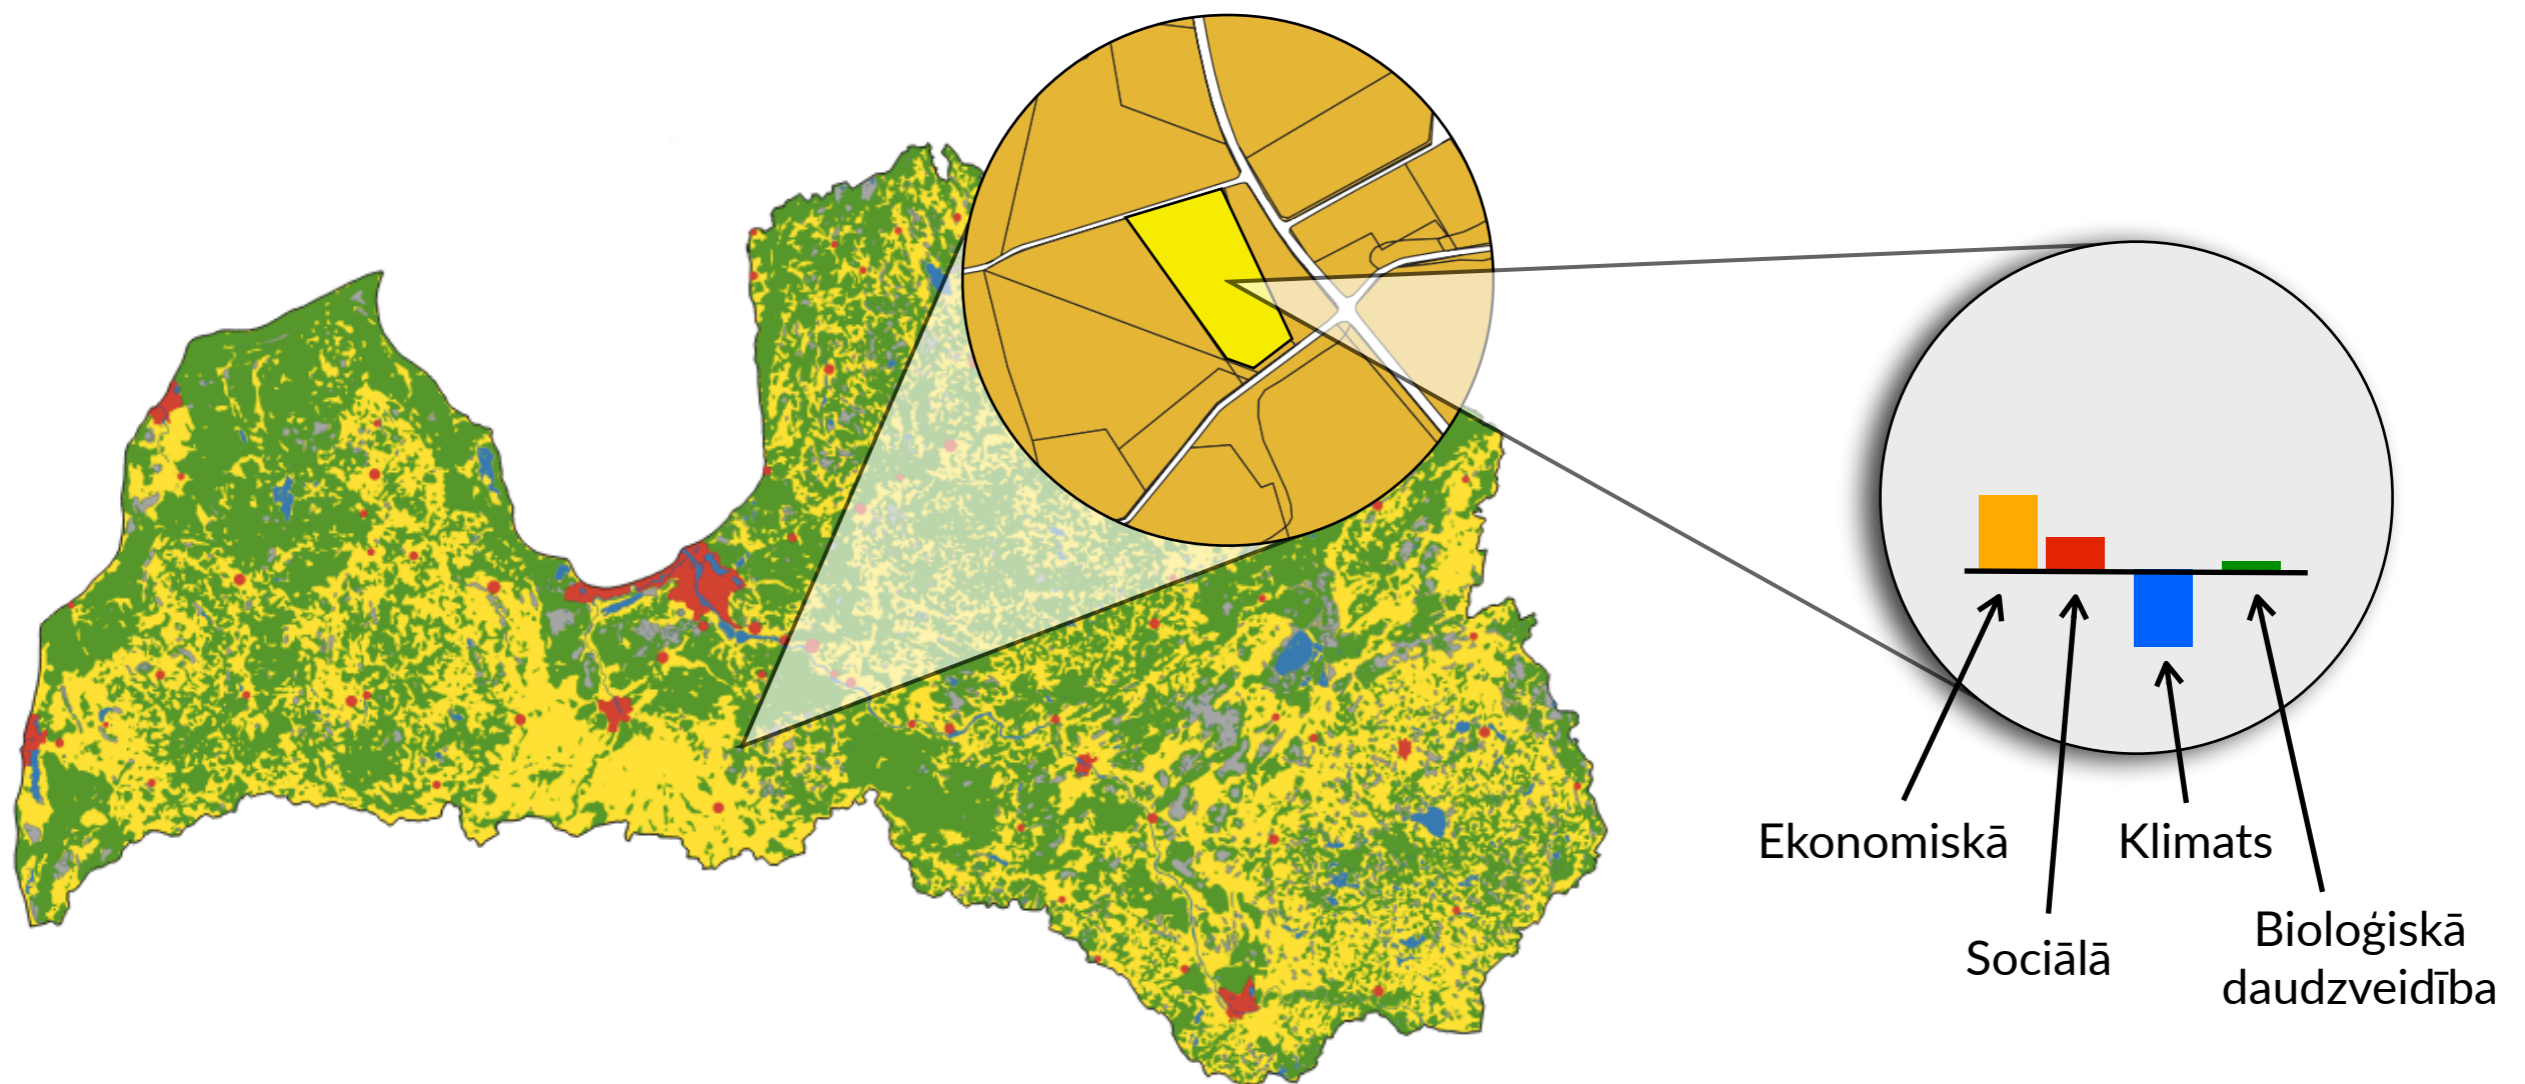 Ekonomiskā
Klimats
Sociālā
Bioloģiskā
daudzveidība